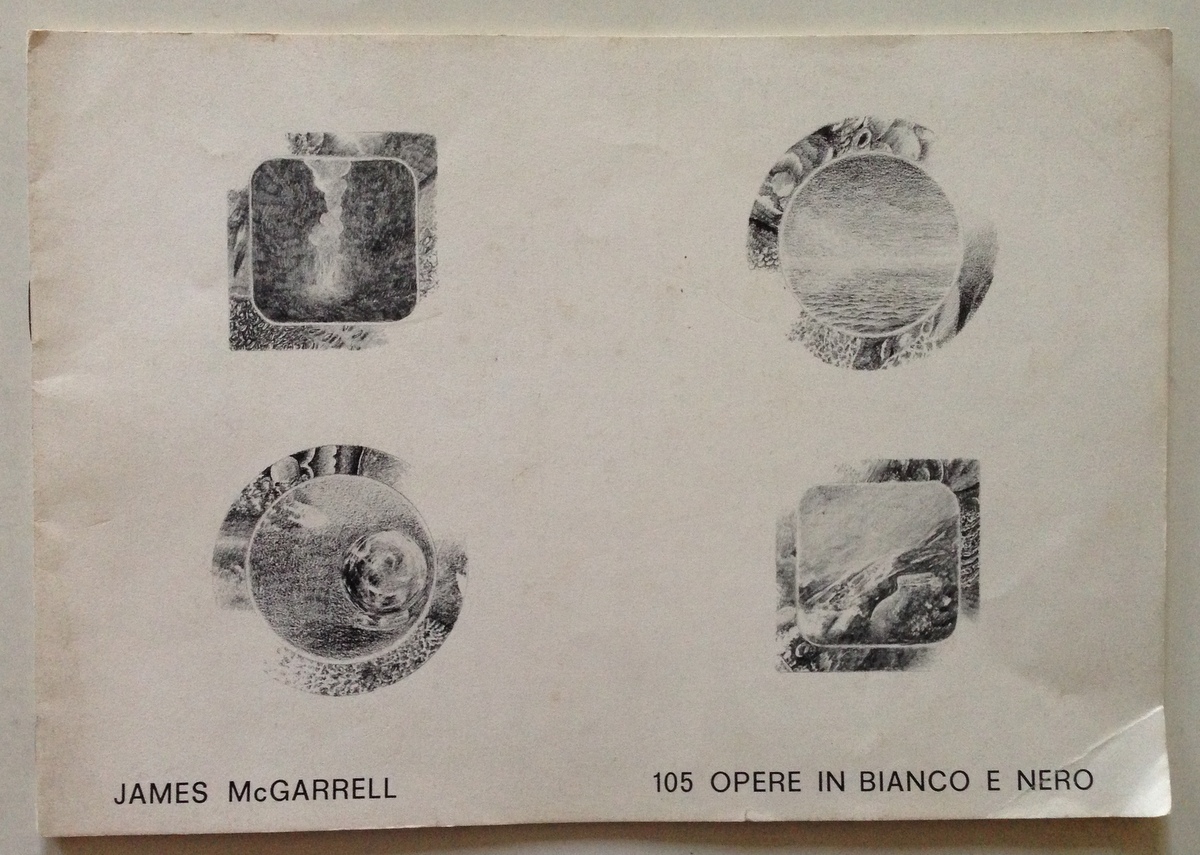 JAMES McGARRELL
105 OPERE IN BIANCO E NERO